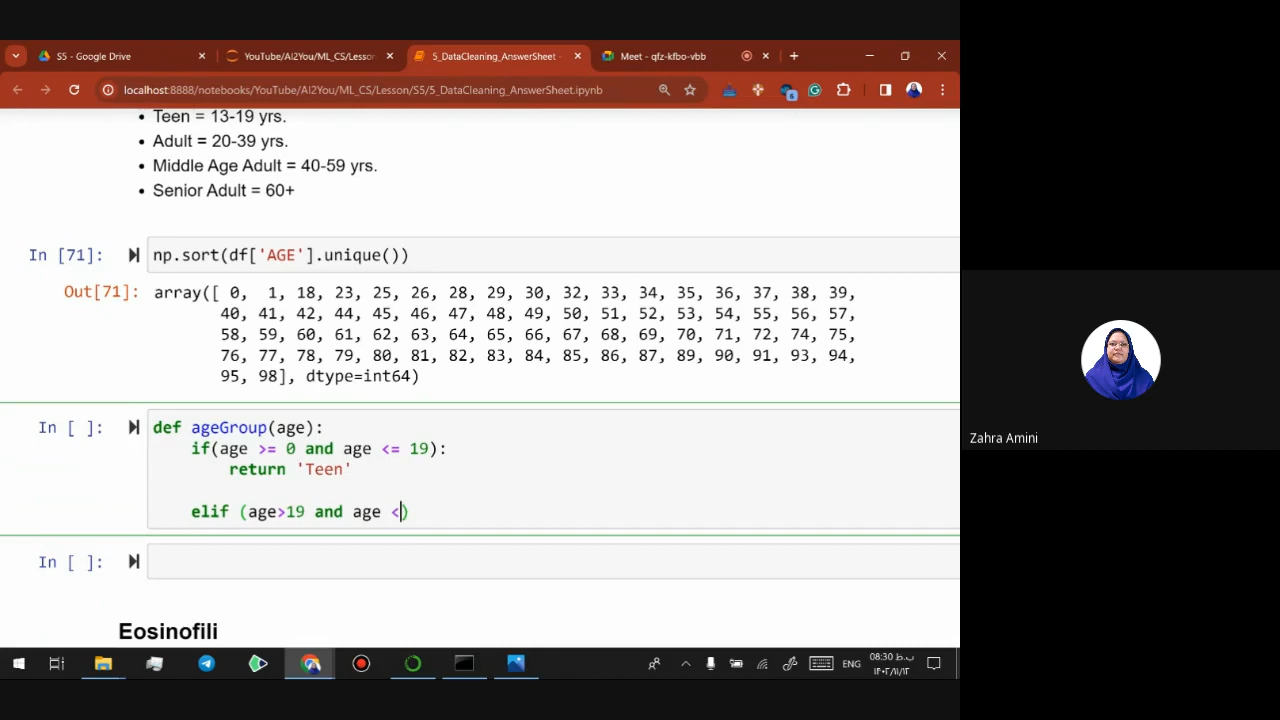 S5 - Google Drive
YouTube/AI2You/ML_CS/Lesson
5_DataCleaning_AnswerSheet -
Meet - qfz-kfbo-vbb
localhost:8888/notebooks/YouTube/AI2You/ML_CS/Lesson/S5/5_DataCleaning_AnswerSheet.ipynb
6
• Teen = 13-19 yrs.
• Adult = 20-39 yrs.
• Middle Age Adult = 40-59 yrs.
• Senior Adult = 60+
In [71]: np.sort(df['AGE'].unique())
Out[71]: array([ 0, 1, 18, 23, 25, 26, 28, 29, 30, 32, 33, 34, 35, 36, 37, 38, 39,
40, 41, 42, 44, 45, 46, 47, 48, 49, 50, 51, 52, 53, 54, 55, 56, 57,
58, 59, 60, 61, 62, 63, 64, 65, 66, 67, 68, 69, 70, 71, 72, 74, 75,
76, 77, 78, 79, 80, 81, 82, 83, 84, 85, 86, 87, 89, 90, 91, 93, 94,
95, 98], dtype=int64)
In [ ]: def ageGroup(age):
if(age >= 0 and age <= 19):
return 'Teen'
elif (age>19 and age <)
In [ ]:
Eosinofili
Zahra Amini
ENG
08:30 ب.ظ
۱۴۰۲/۱۱/۱۳